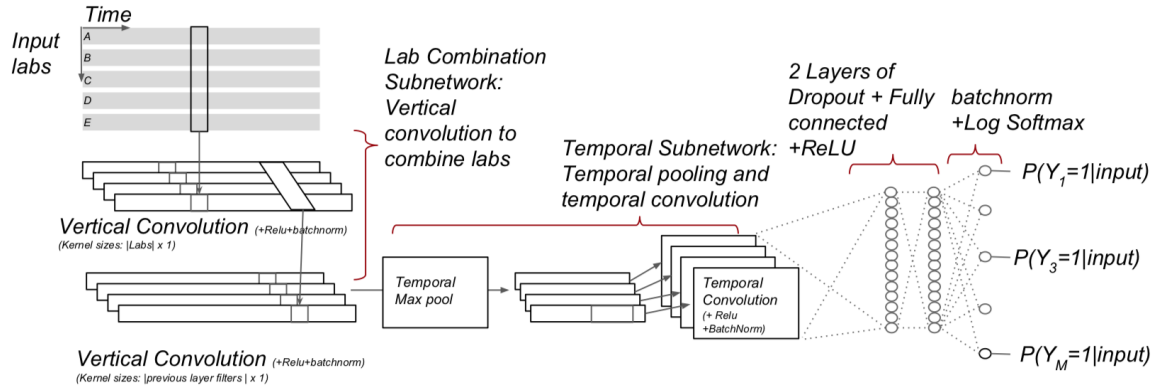 Time
Input
labs
A
B
C
D
E
Lab Combination
Subnetwork:
Vertical
convolution to
combine labs
Vertical Convolution (+Relu+batchnorm)
(Kernel sizes: |Labs| x 1)
Vertical Convolution (+Relu+batchnorm)
(Kernel sizes: |previous layer filters | x 1)
Temporal Subnetwork:
Temporal pooling and
temporal convolution
Temporal
Max pool
Temporal
Convolution
(+ Relu
+BatchNorm)
2 Layers of
Dropout + Fully
connected
+ReLU
batchnorm
+Log Softmax
P(Y_1=1|input)
P(Y_3=1|input)
P(Y_M=1|input)